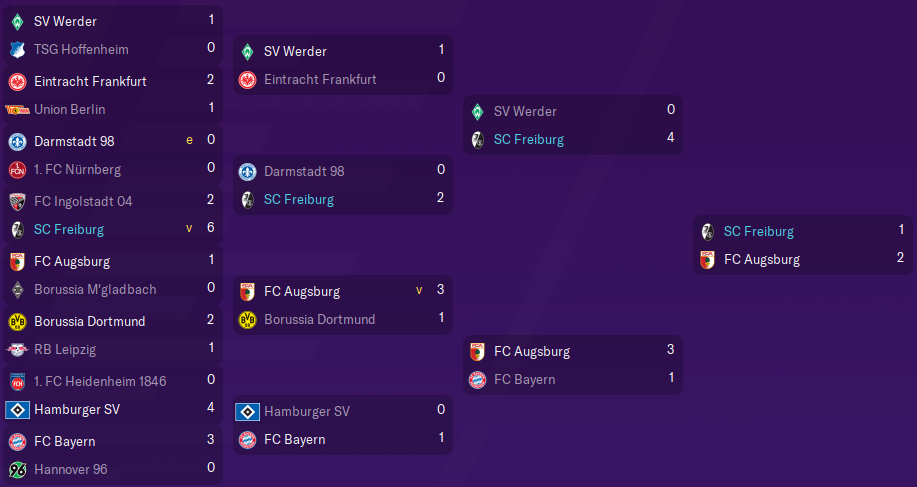 SV Werder 1
TSG Hoffenheim 0
Eintracht Frankfurt 2
Union Berlin 1
Darmstadt 98 e 0
1. FC Nürnberg 0
FC Ingolstadt 04 2
SC Freiburg v 6
FC Augsburg 1
Borussia M'gladbach 0
Borussia Dortmund 2
RB Leipzig 1
1. FC Heidenheim 1846 0
Hamburger SV 4
FC Bayern 3
Hannover 96 0
SV Werder 1
Eintracht Frankfurt 0
Darmstadt 98 0
SC Freiburg 2
FC Augsburg v 3
Borussia Dortmund 1
Hamburger SV 0
FC Bayern 1
SV Werder 0
SC Freiburg 4
FC Augsburg 3
FC Bayern 1
SC Freiburg 1
FC Augsburg 2